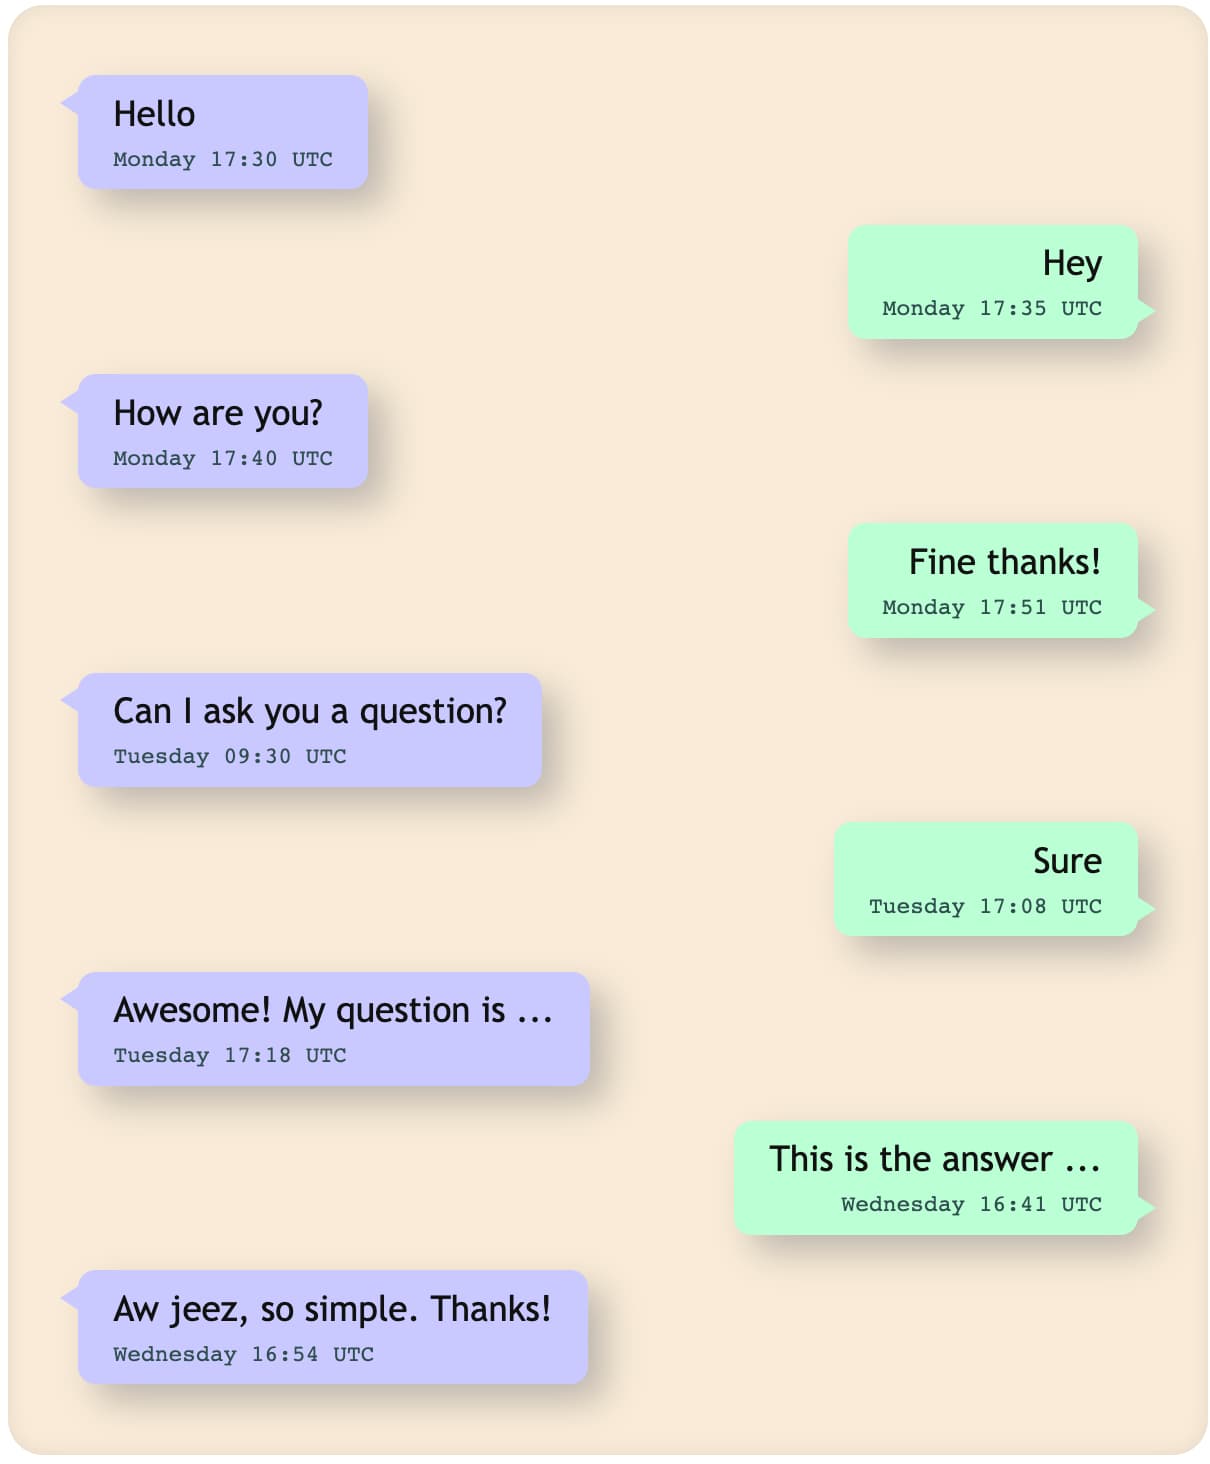 Hello
Monday 17:30 UTC
Hey
Monday 17:35 UTC
How are you?
Monday 17:40 UTC
Fine thanks!
Monday 17:51 UTC
Can I ask you a question?
Tuesday 09:30 UTC
Sure
Tuesday 17:08 UTC
Awesome! My question is ...
Tuesday 17:18 UTC
This is the answer ...
Wednesday 16:41 UTC
Aw jeez, so simple. Thanks!
Wednesday 16:54 UTC